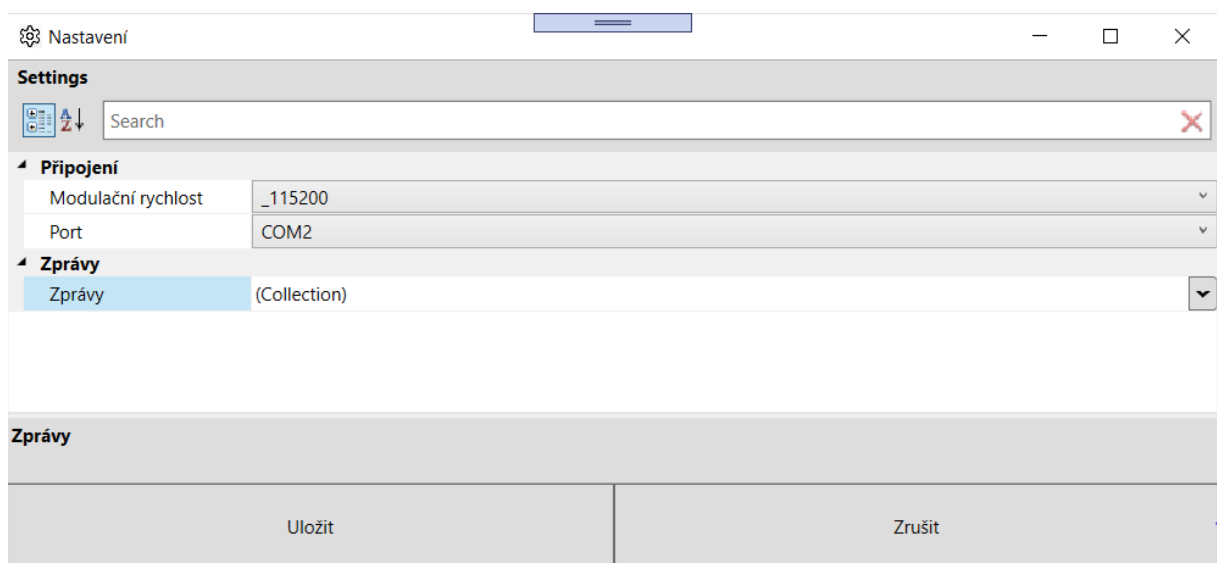 Nastavení
Settings
Search
Připojení
Modulační rychlost _115200
Port COM2
Zprávy
Zprávy (Collection)
Zprávy
Uložit Zrušit